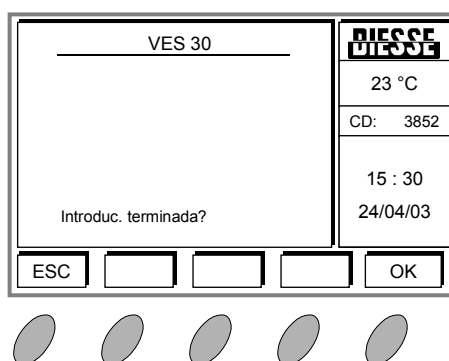 VES 30
Introduc. terminada?
DIESSE
23 °C
CD: 3852
15 : 30
24/04/03
ESC
OK